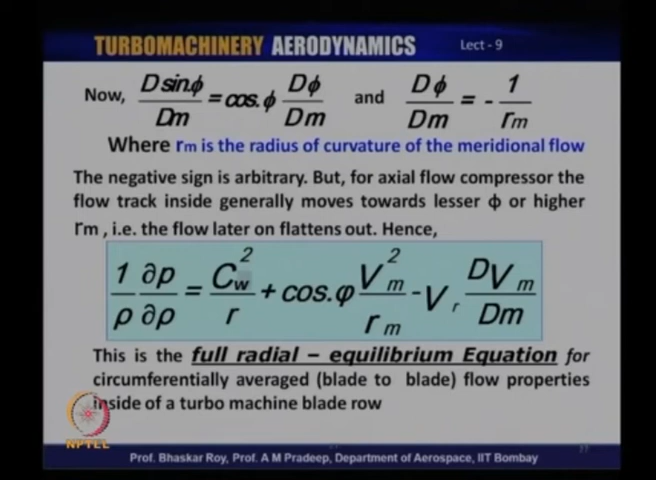 TURBOMACHINERY AERODYNAMICS Lect - 9
Now, D sin.ϕ/Dm = cos.ϕ Dϕ/Dm and Dϕ/Dm = - 1/rm
Where rm is the radius of curvature of the meridional flow
The negative sign is arbitrary. But, for axial flow compressor the
flow track inside generally moves towards lesser ϕ or higher
rm , i.e. the flow later on flattens out. Hence,
1/ρ ∂p/∂ρ = Cw²/r + cos.φ Vm²/rm - Vr DVm/Dm
This is the full radial – equilibrium Equation for
circumferentially averaged (blade to blade) flow properties
inside of a turbo machine blade row
NPTEL
Prof. Bhaskar Roy, Prof. A M Pradeep, Department of Aerospace, IIT Bombay